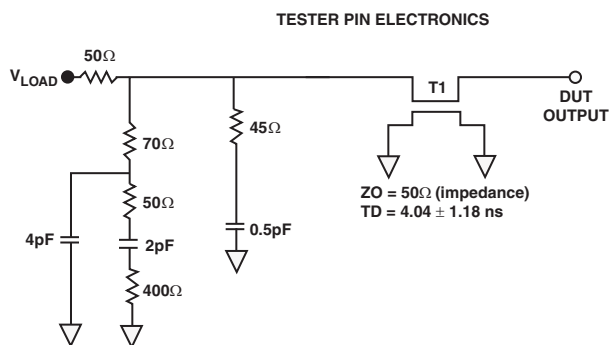 TESTER PIN ELECTRONICS
50Ω
VLOAD
T1
DUT
OUTPUT
70Ω
45Ω
50Ω
4pF
2pF
0.5pF
400Ω
ZO = 50Ω (impedance)
TD = 4.04 ± 1.18 ns